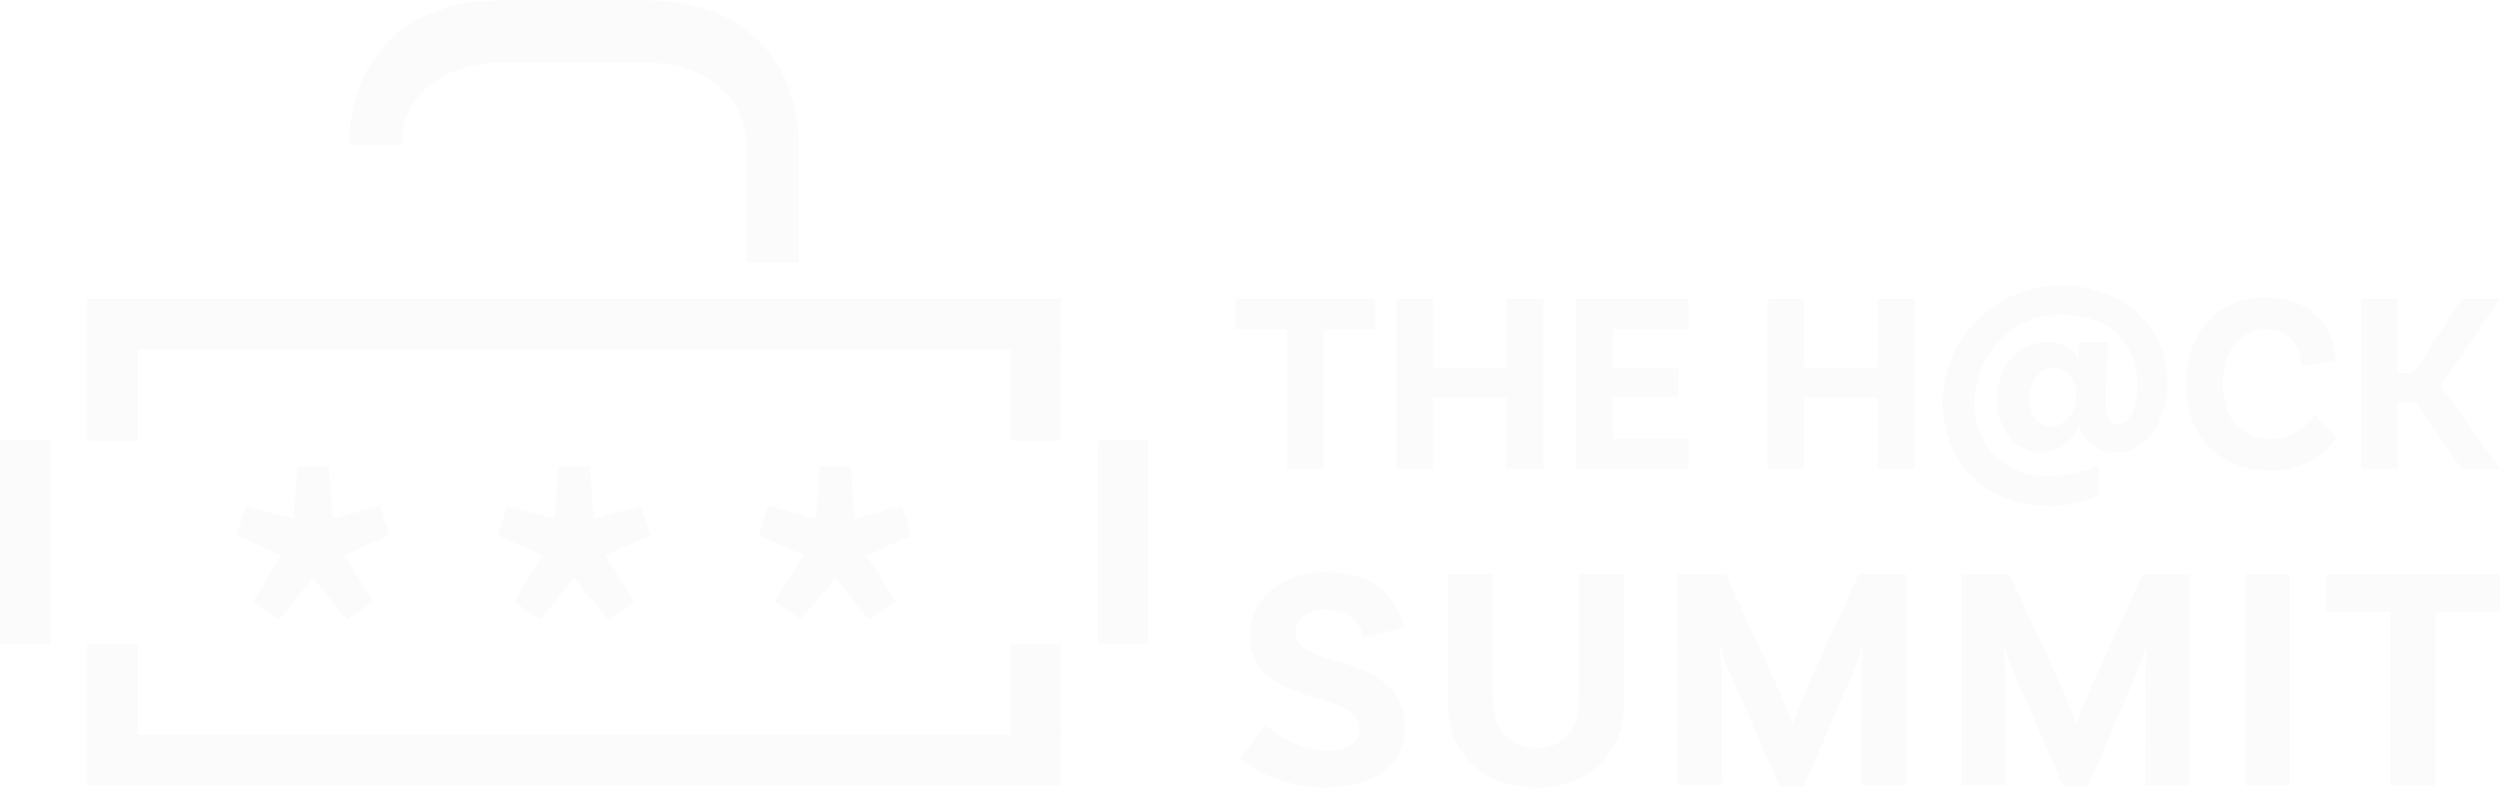 ***
THE H@CK
SUMMIT